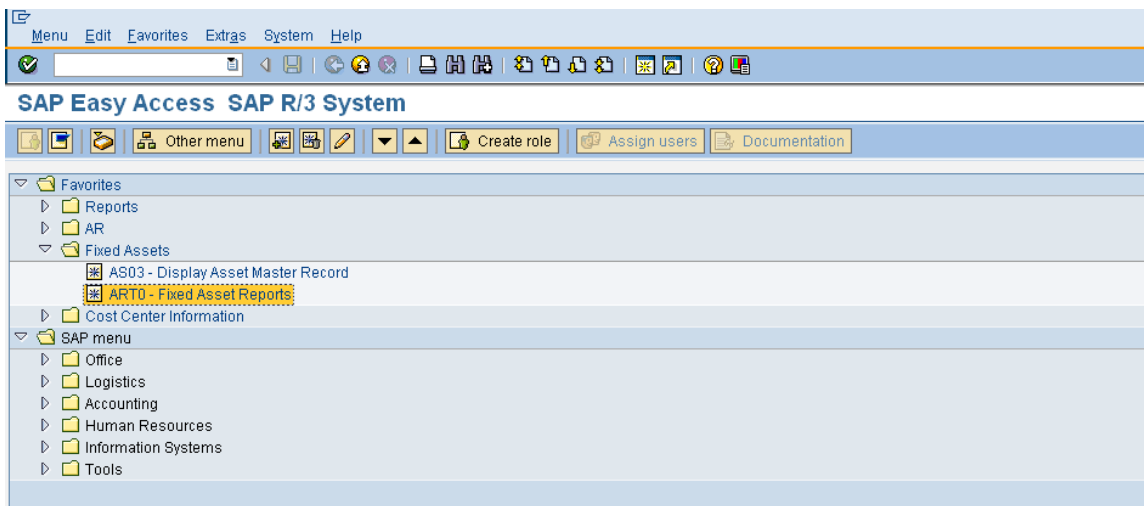 Menu Edit Favorites Extras System Help
SAP Easy Access SAP R/3 System
Other menu Create role Assign users Documentation
Favorites
Reports
AR
Fixed Assets
AS03 - Display Asset Master Record
ART0 - Fixed Asset Reports
Cost Center Information
SAP menu
Office
Logistics
Accounting
Human Resources
Information Systems
Tools